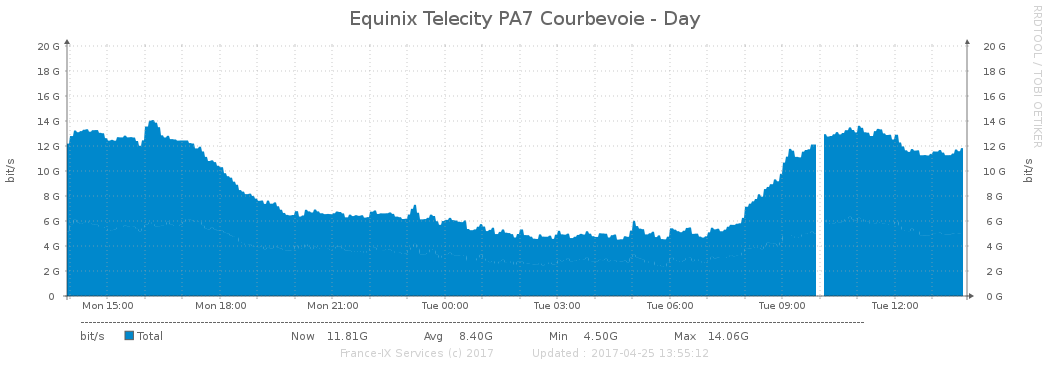 Equinix Telecity PA7 Courbevoie - Day
RRDTOOL / TOBI OETIKER
20 G 20 G
18 G 18 G
16 G 16 G
14 G 14 G
12 G 12 G
10 G 10 G
8 G 8 G
6 G 6 G
4 G 4 G
2 G 2 G
0 0 G
bit/s bit/s
Mon 15:00 Mon 18:00 Mon 21:00 Tue 00:00 Tue 03:00 Tue 06:00 Tue 09:00 Tue 12:00
bit/s Total Now 11.81G Avg 8.40G Min 4.50G Max 14.06G
France-IX Services (c) 2017 Updated : 2017-04-25 13:55:12